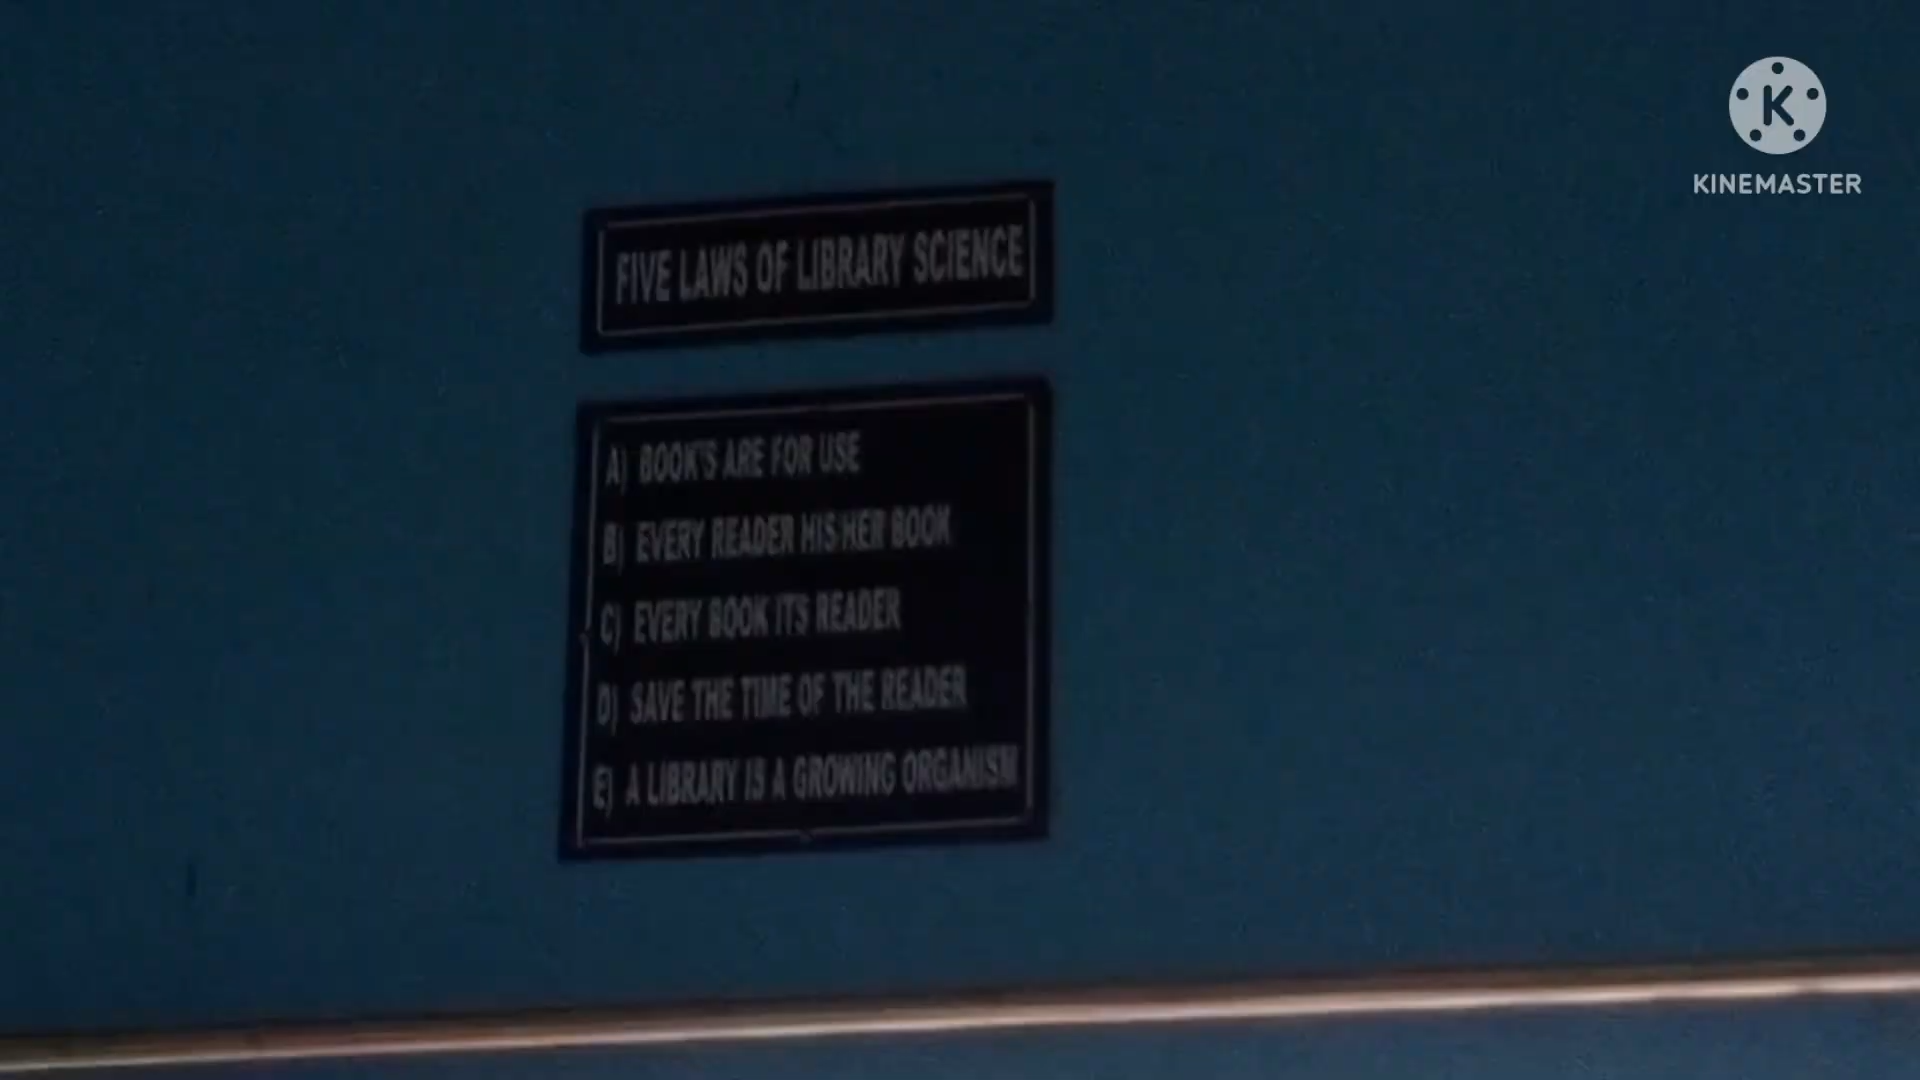 K
KINEMASTER
FIVE LAWS OF LIBRARY SCIENCE
A) BOOK'S ARE FOR USE
B) EVERY READER HIS HER BOOK
C) EVERY BOOK ITS READER
D) SAVE THE TIME OF THE READER
E) A LIBRARY IS A GROWING ORGANISM